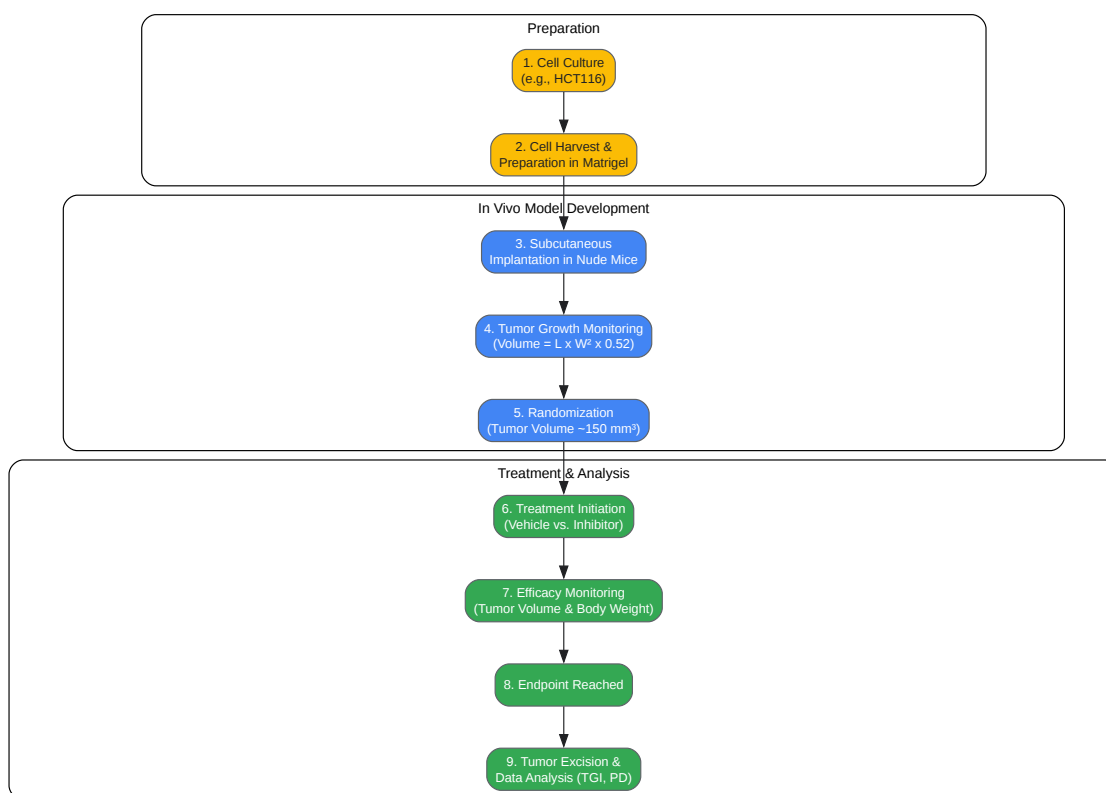 Preparation
1. Cell Culture
(e.g., HCT116)
2. Cell Harvest &
Preparation in Matrigel
In Vivo Model Development
3. Subcutaneous
Implantation in Nude Mice
4. Tumor Growth Monitoring
(Volume = L x W² x 0.52)
5. Randomization
(Tumor Volume ~150 mm³)
Treatment & Analysis
6. Treatment Initiation
(Vehicle vs. Inhibitor)
7. Efficacy Monitoring
(Tumor Volume & Body Weight)
8. Endpoint Reached
9. Tumor Excision &
Data Analysis (TGI, PD)